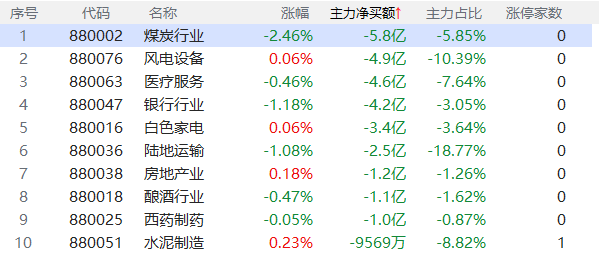 序号 代码 名称 涨幅 主力净买额↑ 主力占比 涨停家数
1 880002 煤炭行业 -2.46% -5.8亿 -5.85% 0
2 880076 风电设备 0.06% -4.9亿 -10.39% 0
3 880063 医疗服务 -0.46% -4.6亿 -7.64% 0
4 880047 银行行业 -1.18% -4.2亿 -3.05% 0
5 880016 白色家电 0.06% -3.4亿 -3.64% 0
6 880036 陆地运输 -1.08% -2.5亿 -18.77% 0
7 880038 房地产业 0.18% -1.2亿 -1.26% 0
8 880018 酿酒行业 -0.47% -1.1亿 -1.62% 0
9 880025 西药制药 -0.05% -1.0亿 -0.87% 0
10 880051 水泥制造 0.23% -9569万 -8.82% 1